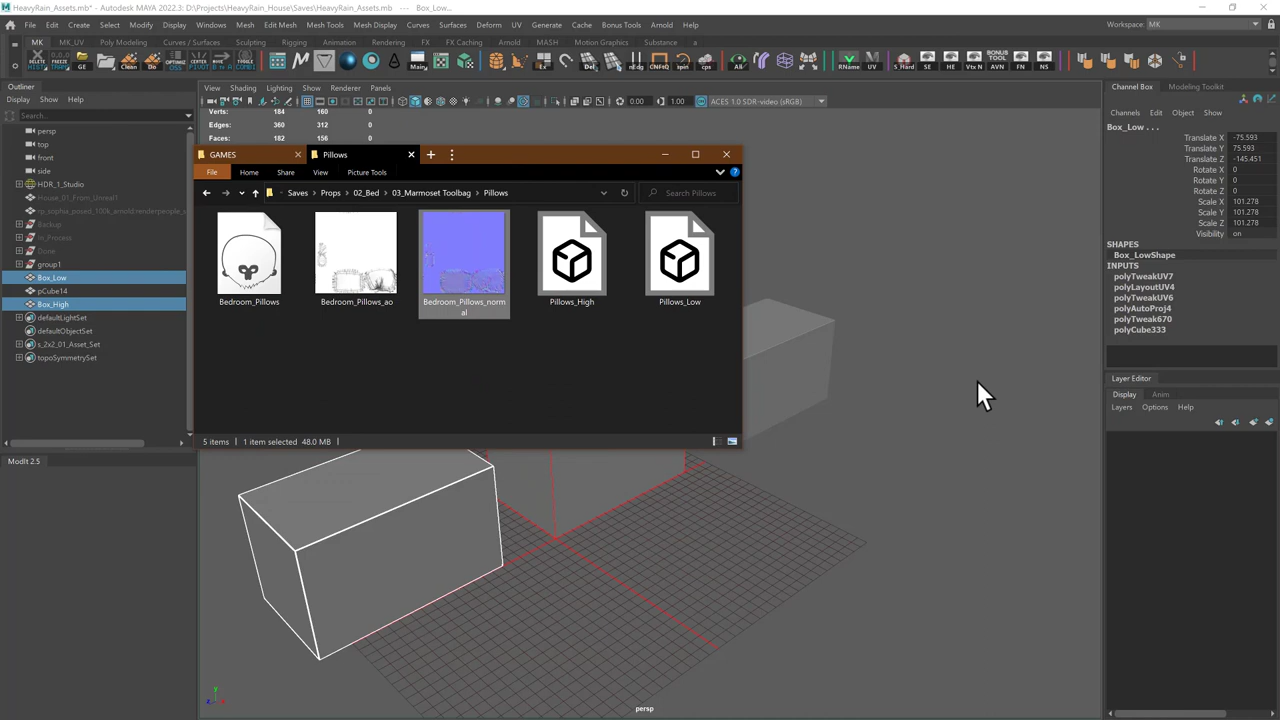 HeavyRain_Assets.mb* - Autodesk MAYA 2022.3: D:\Projects\HeavyRain_House\Saves\HeavyRain_Assets.mb --- Box_Low...
File Edit Create Select Modify Display Windows Mesh Edit Mesh Mesh Tools Mesh Display Curves Surfaces Deform UV Generate Cache Bonus Tools Arnold Help
Workspace: MK
MK MK_UV Poly Modeling Curves / Surfaces Sculpting Rigging Animation Rendering FX FX Caching Arnold MASH Motion Graphics Substance
Outliner
Display Show Help
Search...
View Shading Lighting Show Renderer Panels
0.00 1.00 ACES 1.0 SDR-video (sRGB)
Verts: 184 160 0
Edges: 360 312 0
Faces: 182 156 0
persp
top
front
side
HDR_1_Studio
House_01_From_Unreal1
Backup
In_Process
Done
group1
Box_Low
pCube14
Box_High
defaultLightSet
defaultObjectSet
s_2x2_01_Asset_Set
topoSymmetrySet
ModIt 2.5
GAMES Pillows
File Home Share View Picture Tools
Saves Props 02_Bed 03_Marmoset Toolbag Pillows
Search Pillows
Bedroom_Pillows
Bedroom_Pillows_ao
Bedroom_Pillows_norm
al
Pillows_High
Pillows_Low
5 items 1 item selected 48.0 MB
persp
Channel Box Modeling Toolkit
Channels Edit Object Show
Box_Low . . .
Translate X -75.593
Translate Y 75.593
Translate Z -145.451
Rotate X 0
Rotate Y 0
Rotate Z 0
Scale X 101.278
Scale Y 101.278
Scale Z 101.278
Visibility on
SHAPES
Box_LowShape
INPUTS
polyTweakUV7
polyLayoutUV4
polyTweakUV6
polyAutoProj4
polyTweak670
polyCube333
Layer Editor
Display Anim
Layers Options Help